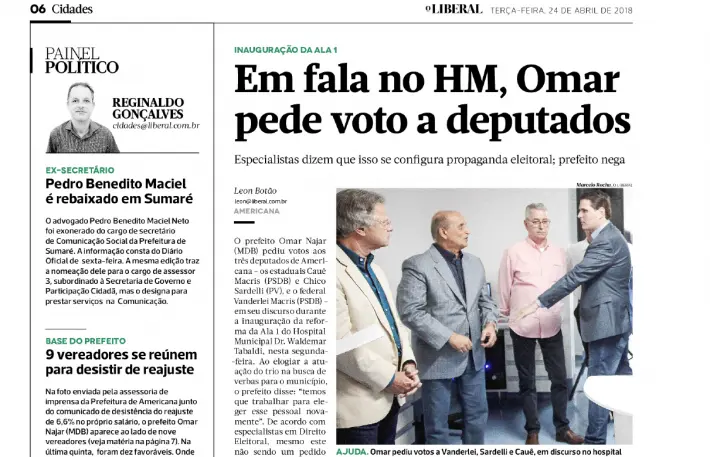 06 Cidades
O LIBERAL TERÇA-FEIRA, 24 DE ABRIL DE 2018
PAINEL
POLÍTICO
REGINALDO
GONÇALVES
cidades@liberal.com.br
EX-SECRETÁRIO
Pedro Benedito Maciel
é rebaixado em Sumaré
O advogado Pedro Benedito Maciel Neto
foi exonerado do cargo de secretário
de Comunicação Social da Prefeitura de
Sumaré. A informação consta do Diário
Oficial de sexta-feira. A mesma edição traz
a nomeação dele para o cargo de assessor
3, subordinado à Secretaria de Governo e
Participação Cidadã, mas o designa para
prestar serviços na Comunicação.
BASE DO PREFEITO
9 vereadores se reúnem
para desistir de reajuste
Na foto enviada pela assessoria de
imprensa da Prefeitura de Americana junto
do comunicado de desistência do reajuste
de 6,6% no próprio salário, o prefeito Omar
Najar (MDB) aparece ao lado de nove
vereadores (veja matéria na página 7). Na
última quinta, foram dez favoráveis. Onde
INAUGURAÇÃO DA ALA 1
Em fala no HM, Omar
pede voto a deputados
Especialistas dizem que isso se configura propaganda eleitoral; prefeito nega
Leon Botão
leon@liberal.com.br
AMERICANA
O prefeito Omar Najar
(MDB) pediu votos aos
três deputados de Ameri-
cana – os estaduais Cauê
Macris (PSDB) e Chico
Sardelli (PV), e o federal
Vanderlei Macris (PSDB) –
em seu discurso durante
a inauguração da refor-
ma da Ala 1 do Hospital
Municipal Dr. Waldemar
Tabaldi, nesta segunda-
feira. Ao elogiar a atu-
ação do trio na busca de
verbas para o município,
o prefeito disse: “temos
que trabalhar para ele-
ger esse pessoal nova-
mente”. De acordo com
especialistas em Direito
Eleitoral, mesmo este
não sendo um pedido
Marcelo Rocha
AJUDA. Omar pediu votos a Vanderlei, Sardelli e Cauê, em discurso no hospital